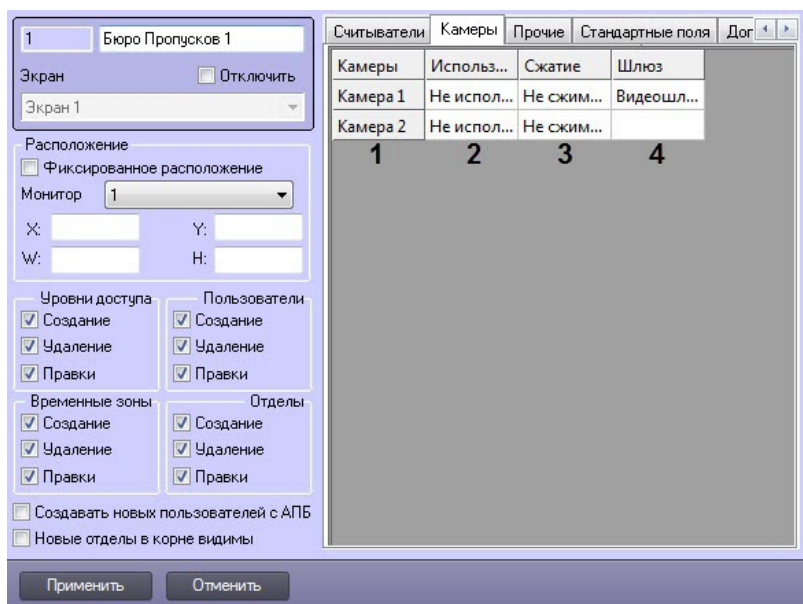 1 Бюро Пропусков 1
Экран Отключить
Экран 1
Расположение
Фиксированное расположение
Монитор 1
X: Y:
W: H:
Уровни доступа Пользователи
Создание Создание
Удаление Удаление
Правки Правки
Временные зоны Отделы
Создание Создание
Удаление Удаление
Правки Правки
Создавать новых пользователей с АПБ
Новые отделы в корне видимы
Считыватели Камеры Прочие Стандартные поля Доп
Камеры Использ... Сжатие Шлюз
Камера 1 Не испол... Не сжим... Видеошл...
Камера 2 Не испол... Не сжим...
1 2 3 4
Применить Отменить